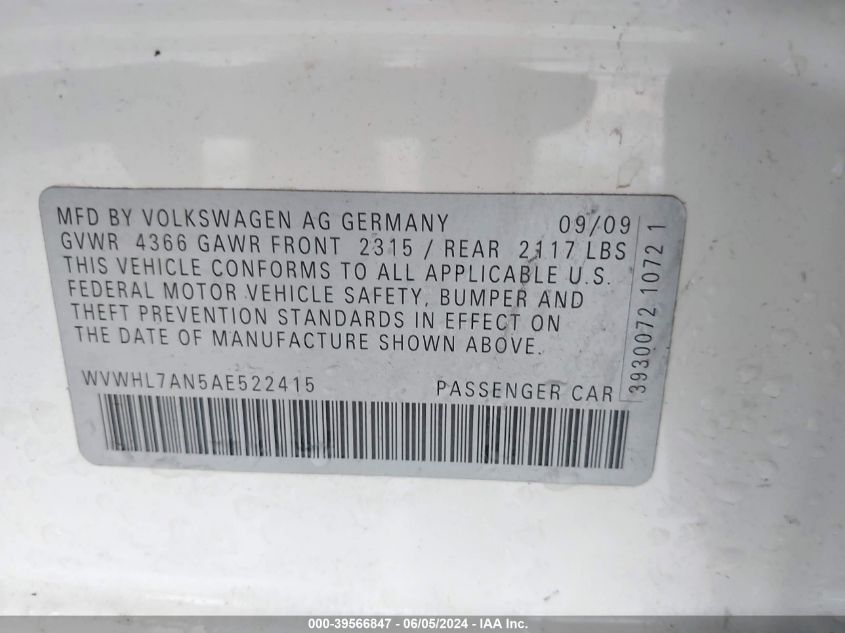 MFD BY VOLKSWAGEN AG GERMANY 09/09
GVWR 4366 GAWR FRONT 2315 / REAR 2117 LBS
THIS VEHICLE CONFORMS TO ALL APPLICABLE U.S.
FEDERAL MOTOR VEHICLE SAFETY, BUMPER AND
THEFT PREVENTION STANDARDS IN EFFECT ON
THE DATE OF MANUFACTURE SHOWN ABOVE.
WVWHL7AN5AE522415 PASSENGER CAR
3930072 10721
000-39566847 - 06/05/2024 - IAA Inc.